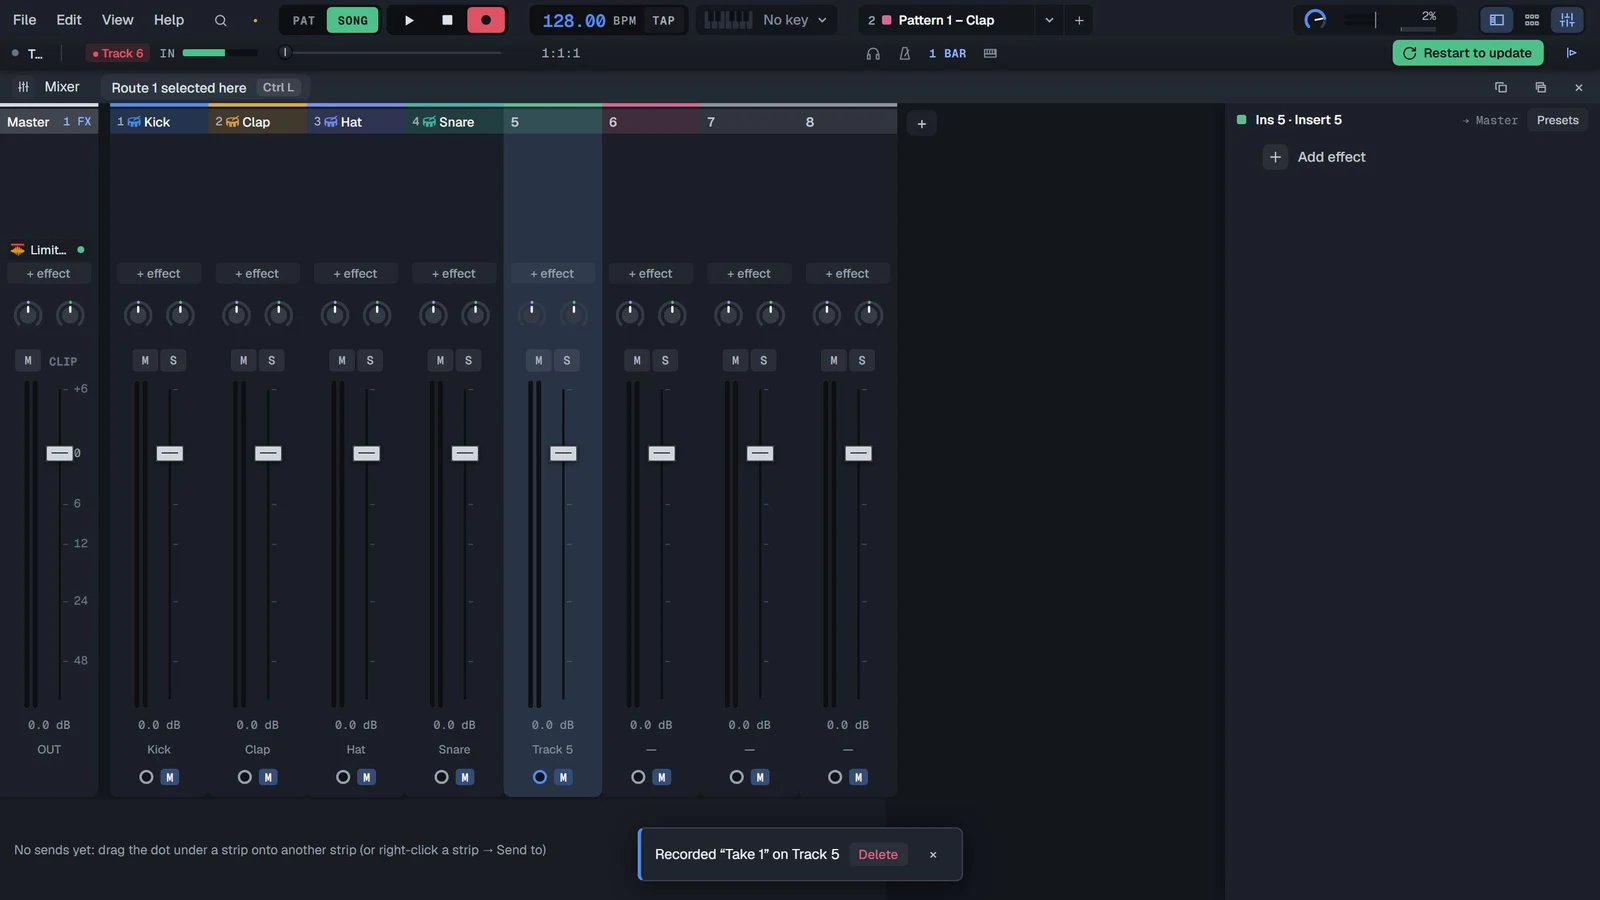 File Edit View Help PAT SONG 128.00 BPM TAP No key 2 Pattern 1 – Clap + 2%
T... Track 6 IN 1:1:1 1 BAR Restart to update
Mixer Route 1 selected here Ctrl L ×
Master 1 FX 1 Kick 2 Clap 3 Hat 4 Snare 5 6 7 8 + Ins 5 · Insert 5 → Master Presets
+ Add effect
Limit...
+ effect + effect + effect + effect + effect + effect + effect + effect + effect
M CLIP M S M S M S M S M S M S M S M S
+6
0
6
12
24
48
0.0 dB 0.0 dB 0.0 dB 0.0 dB 0.0 dB 0.0 dB 0.0 dB 0.0 dB 0.0 dB
OUT Kick Clap Hat Snare Track 5 — — —
M M M M M M M M
No sends yet: drag the dot under a strip onto another strip (or right-click a strip → Send to)
Recorded “Take 1” on Track 5 Delete ×